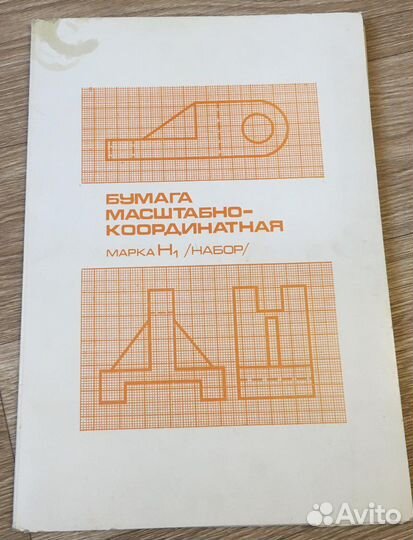 БУМАГА
МАСШТАБНО-
КООРДИНАТНАЯ
МАРКА Н1 /НАБОР/
Avito